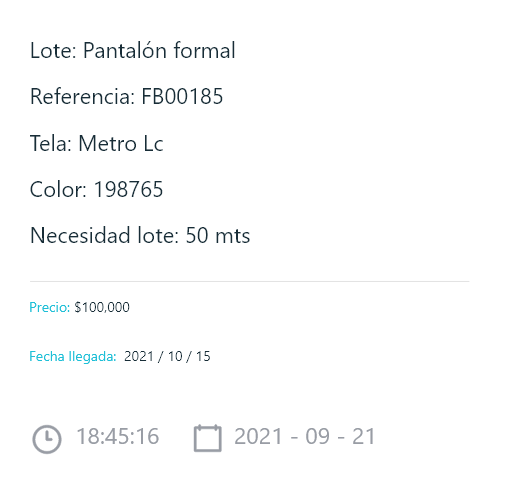 Lote: Pantalón formal
Referencia: FB00185
Tela: Metro Lc
Color: 198765
Necesidad lote: 50 mts
Precio: $100,000
Fecha llegada: 2021 / 10 / 15
18:45:16 2021 - 09 - 21